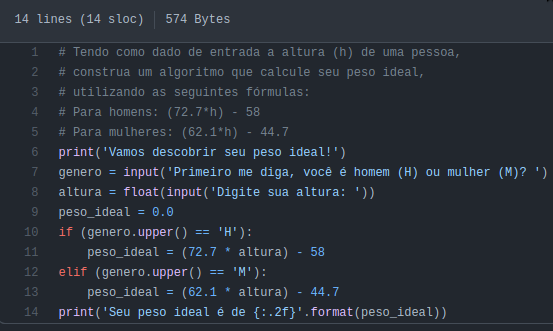 14 lines (14 sloc) 574 Bytes
1 # Tendo como dado de entrada a altura (h) de uma pessoa,
2 # construa um algoritmo que calcule seu peso ideal,
3 # utilizando as seguintes fórmulas:
4 # Para homens: (72.7*h) - 58
5 # Para mulheres: (62.1*h) - 44.7
6 print('Vamos descobrir seu peso ideal!')
7 genero = input('Primeiro me diga, você é homem (H) ou mulher (M)? ')
8 altura = float(input('Digite sua altura: '))
9 peso_ideal = 0.0
10 if (genero.upper() == 'H'):
11     peso_ideal = (72.7 * altura) - 58
12 elif (genero.upper() == 'M'):
13     peso_ideal = (62.1 * altura) - 44.7
14 print('Seu peso ideal é de {:.2f}'.format(peso_ideal))